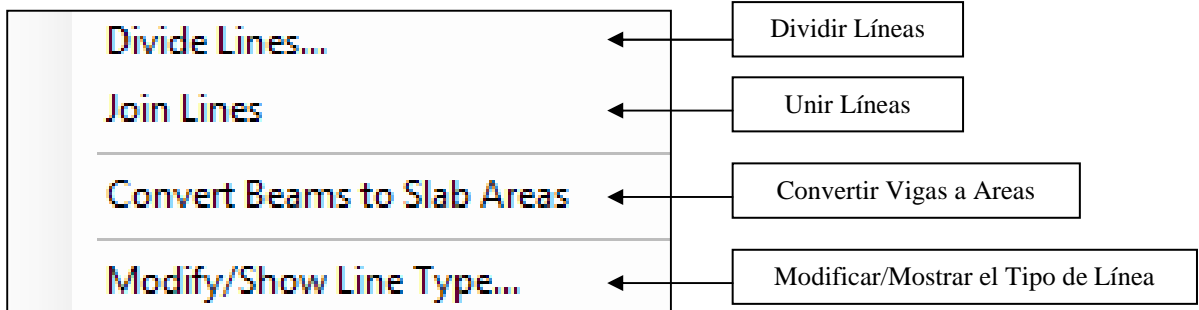 Divide Lines...
Dividir Líneas
Join Lines
Unir Líneas
Convert Beams to Slab Areas
Convertir Vigas a Areas
Modify/Show Line Type...
Modificar/Mostrar el Tipo de Línea